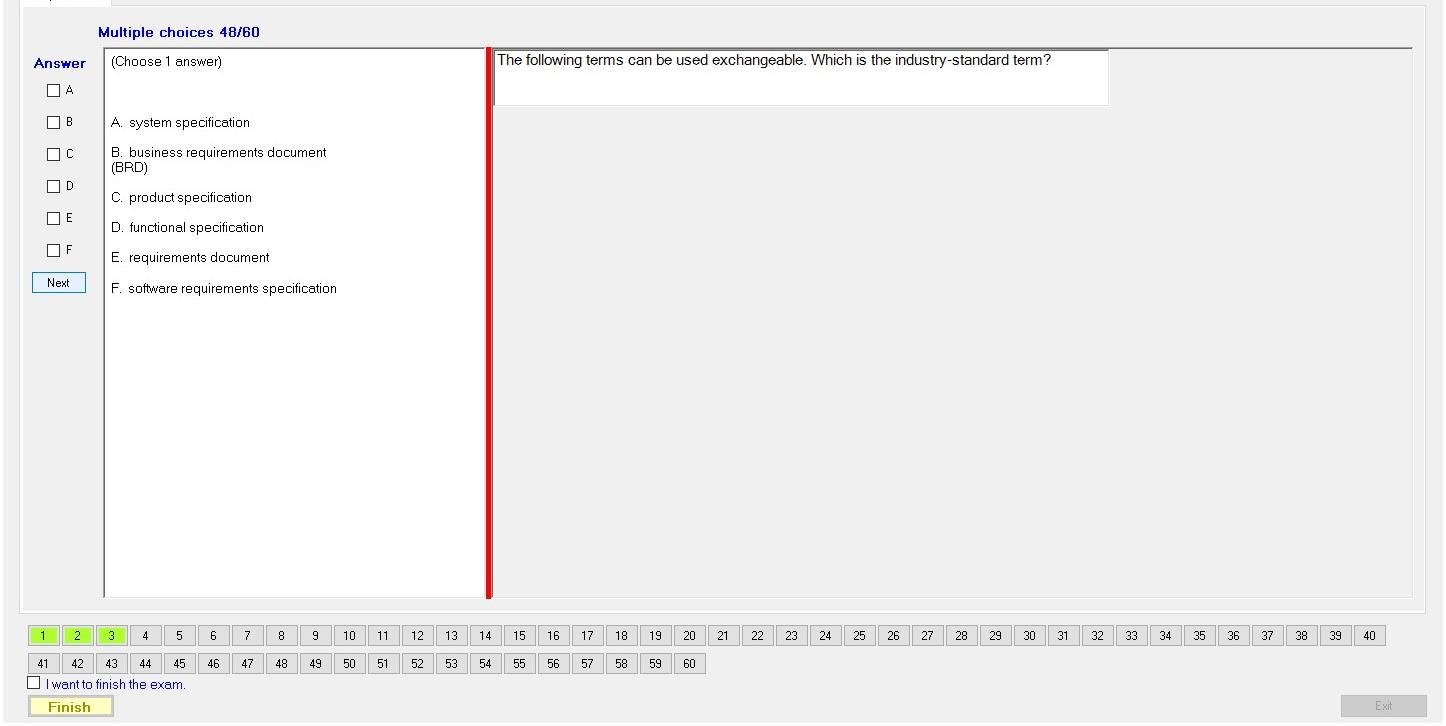 Multiple choices 48/60
Answer
(Choose 1 answer)
The following terms can be used exchangeable. Which is the industry-standard term?
A
B
C
D
E
F
Next
A. system specification
B. business requirements document
(BRD)
C. product specification
D. functional specification
E. requirements document
F. software requirements specification
1 2 3 4 5 6 7 8 9 10 11 12 13 14 15 16 17 18 19 20 21 22 23 24 25 26 27 28 29 30 31 32 33 34 35 36 37 38 39 40
41 42 43 44 45 46 47 48 49 50 51 52 53 54 55 56 57 58 59 60
I want to finish the exam.
Finish
Exit